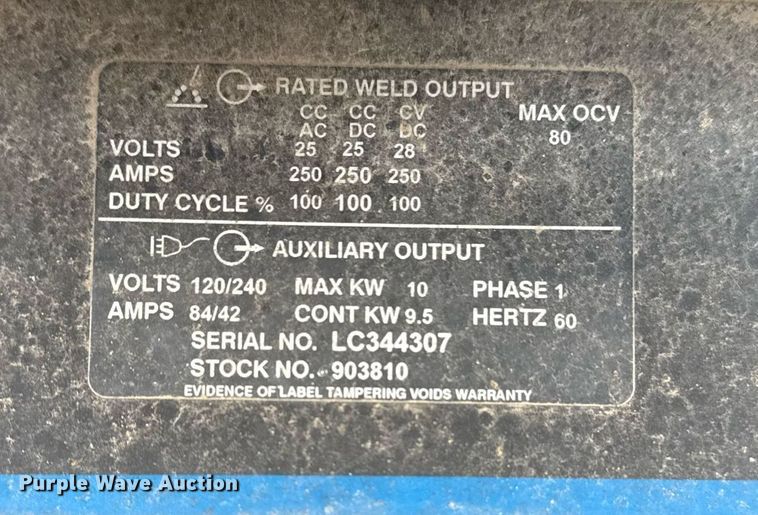 RATED WELD OUTPUT
CC CC CV MAX OCV
AC DC DC 80
VOLTS 25 25 28
AMPS 250 250 250
DUTY CYCLE % 100 100 100
AUXILIARY OUTPUT
VOLTS 120/240 MAX KW 10 PHASE 1
AMPS 84/42 CONT KW 9.5 HERTZ 60
SERIAL NO. LC344307
STOCK NO. 903810
EVIDENCE OF LABEL TAMPERING VOIDS WARRANTY
Purple Wave Auction